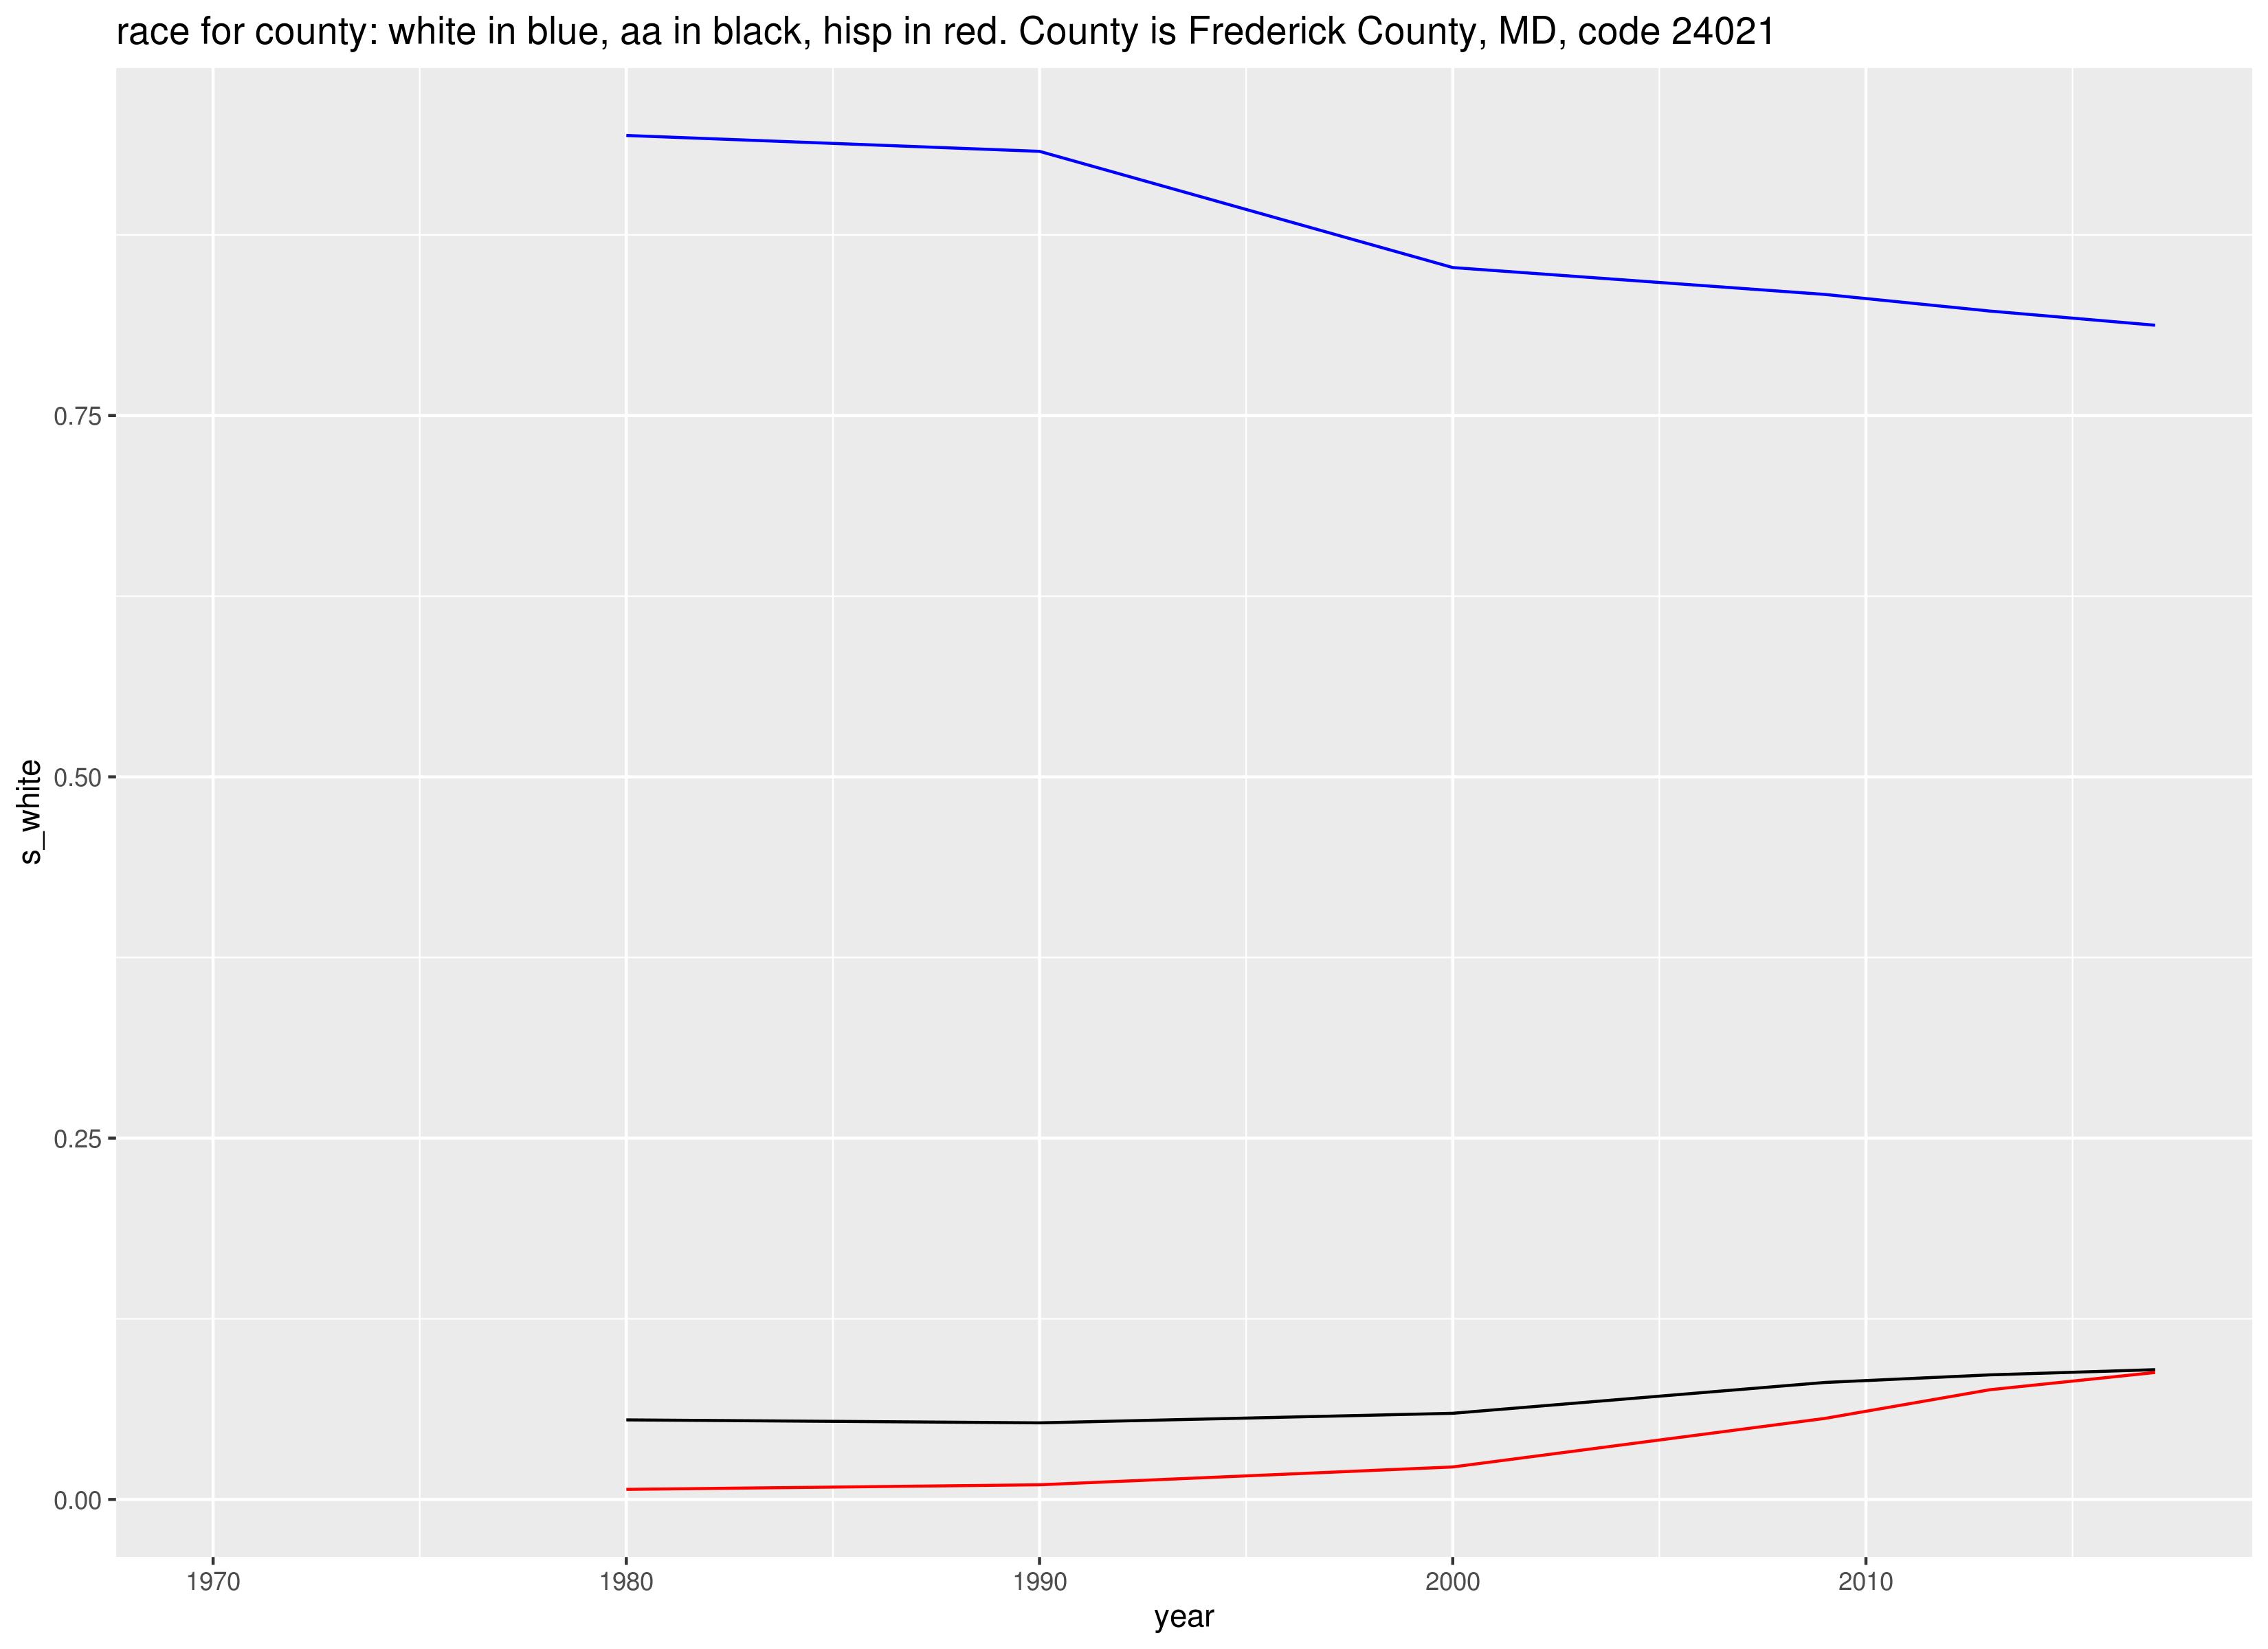 race for county: white in blue, aa in black, hisp in red. County is Frederick County, MD, code 24021
0.75
0.50
0.25
0.00
s_white
1970 1980 1990 2000 2010
year